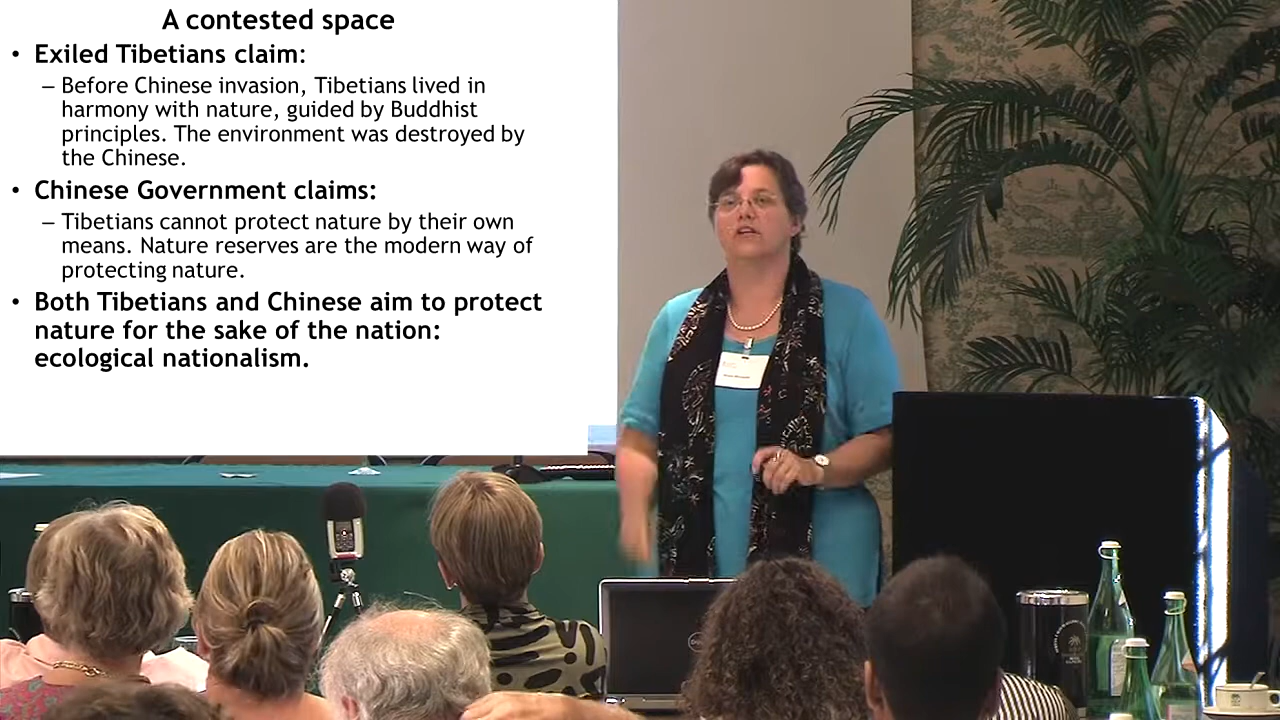 A contested space
• Exiled Tibetians claim:
– Before Chinese invasion, Tibetians lived in
harmony with nature, guided by Buddhist
principles. The environment was destroyed by
the Chinese.
• Chinese Government claims:
– Tibetians cannot protect nature by their own
means. Nature reserves are the modern way of
protecting nature.
• Both Tibetians and Chinese aim to protect
nature for the sake of the nation:
ecological nationalism.